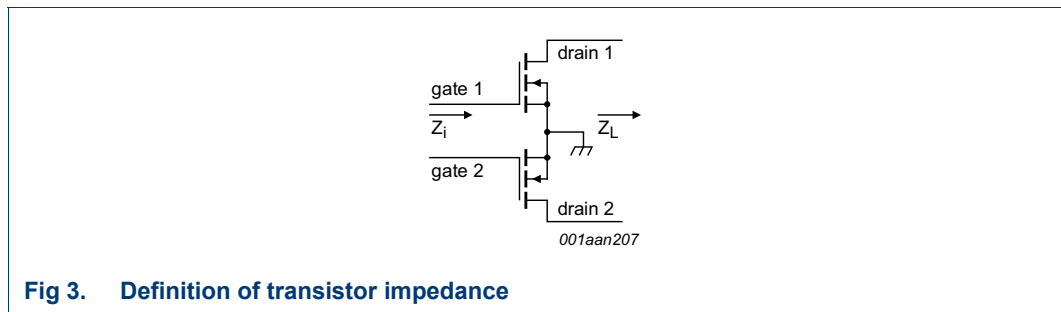 drain 1
gate 1
Zi
ZL
gate 2
drain 2
001aan207
Fig 3. Definition of transistor impedance